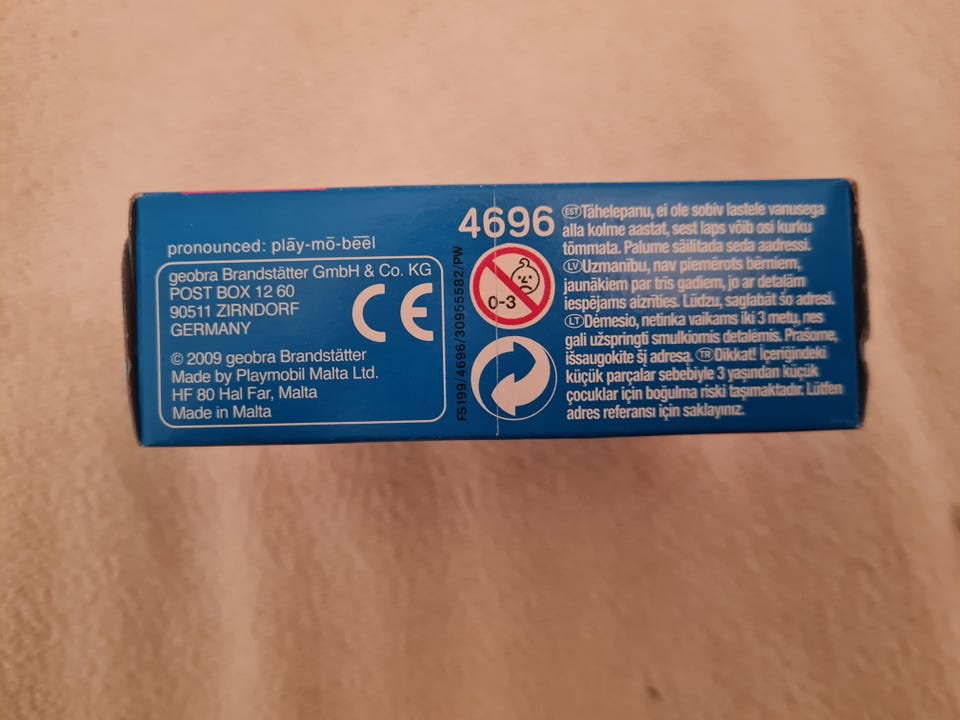 pronounced: plāy-mō-bēēl
geobra Brandstätter GmbH & Co. KG
POST BOX 12 60
90511 ZIRNDORF
GERMANY
CE
© 2009 geobra Brandstätter
Made by Playmobil Malta Ltd.
HF 80 Hal Far, Malta
Made in Malta
FS199/4696/30955582/PW
4696
0-3
EST Tähelepanu, ei ole sobiv lastele vanusega
alla kolme aastat, sest laps võib osi kurku
tõmmata. Palume säilitada seda aadressi.
LV Uzmanību, nav piemērots bērniem,
jaunākiem par trīs gadiem, jo ar detaļām
iespējams aizrīties. Lūdzu, saglabāt šo adresi.
LT Dėmesio, netinka vaikams iki 3 metų, nes
gali užspringti smulkiomis detalėmis. Prašome,
išsaugokite šį adresą. TR Dikkat! İçeriğindeki
küçük parçalar sebebiyle 3 yaşından küçük
çocuklar için boğulma riski taşımaktadır. Lütfen
adres referansı için saklayınız.